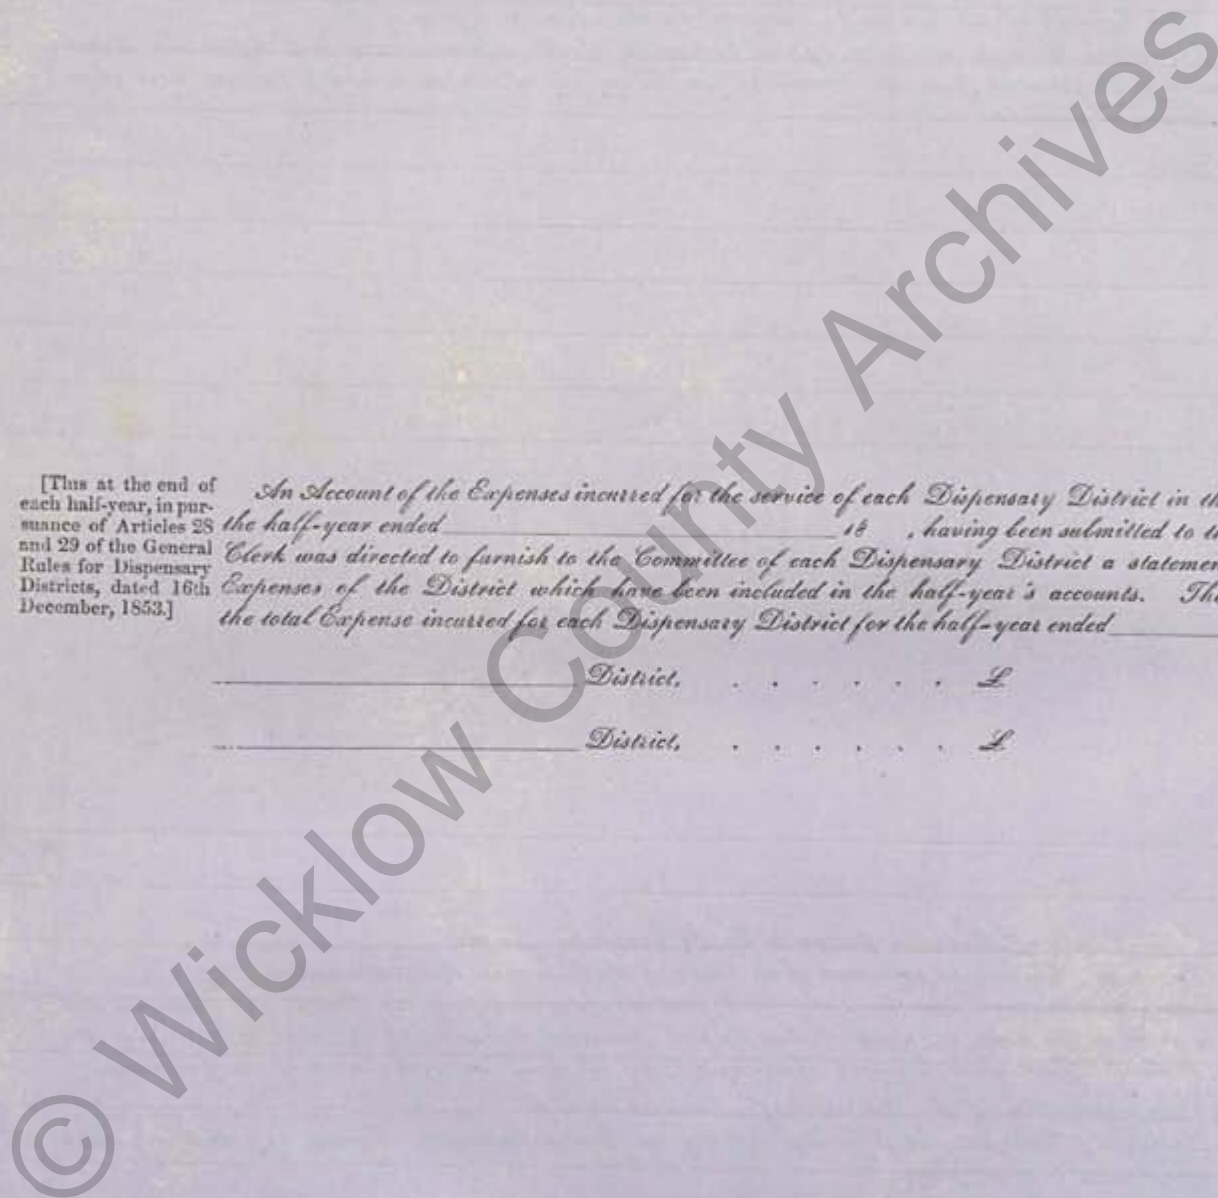 [This at the end of
each half-year, in pur-
suance of Articles 28
and 29 of the General
Rules for Dispensary
Districts, dated 16th
December, 1853.]
An Account of the Expenses incurred for the service of each Dispensary District in th
the half-year ended 18 , having been submitted to th
Clerk was directed to furnish to the Committee of each Dispensary District a statemen
Expenses of the District which have been included in the half-year's accounts. Th
the total Expense incurred for each Dispensary District for the half-year ended
District, . . . . . . £
District, . . . . . . £
© Wicklow County Archives